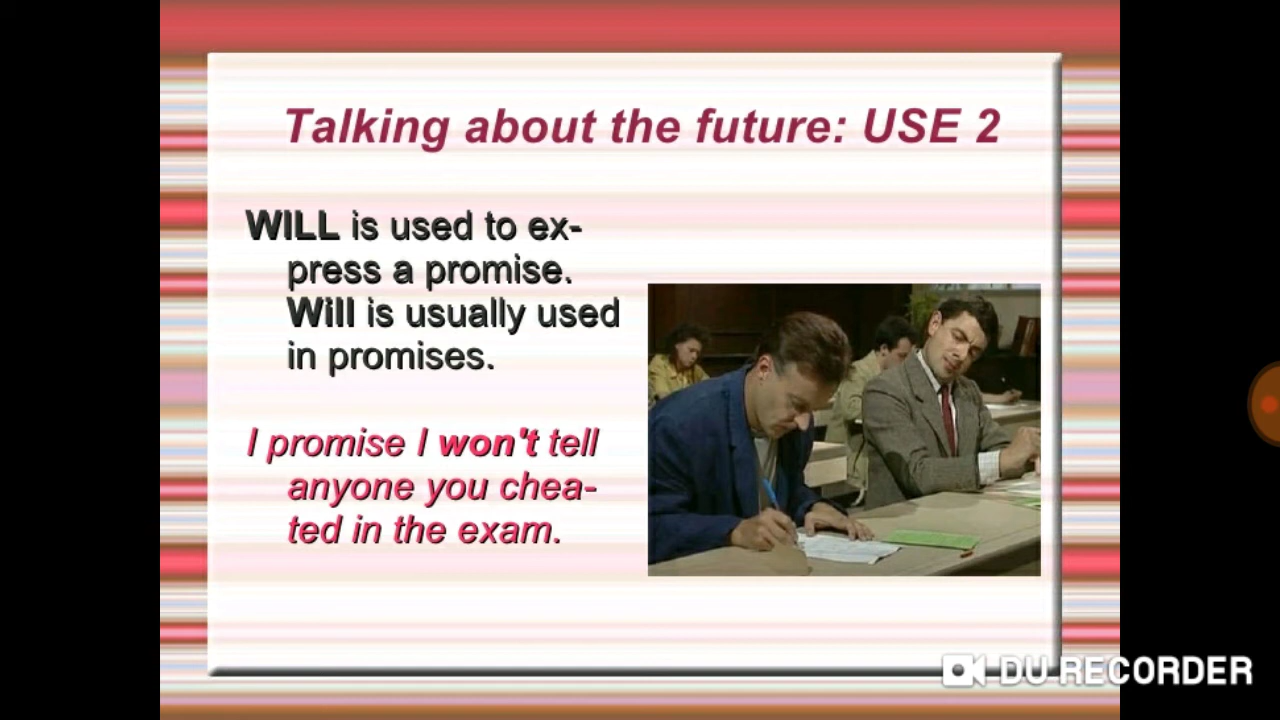 Talking about the future: USE 2
WILL is used to ex-
press a promise.
Will is usually used
in promises.
I promise I won't tell
anyone you chea-
ted in the exam.
DU RECORDER